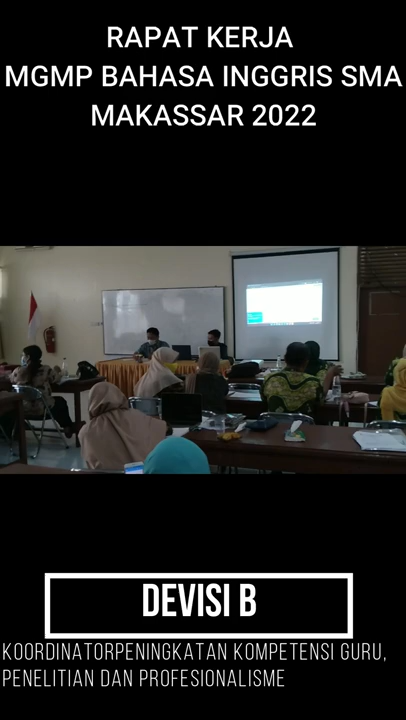 RAPAT KERJA
MGMP BAHASA INGGRIS SMA
MAKASSAR 2022
DEVISI B
KOORDINATORPENINGKATAN KOMPETENSI GURU,
PENELITIAN DAN PROFESIONALISME